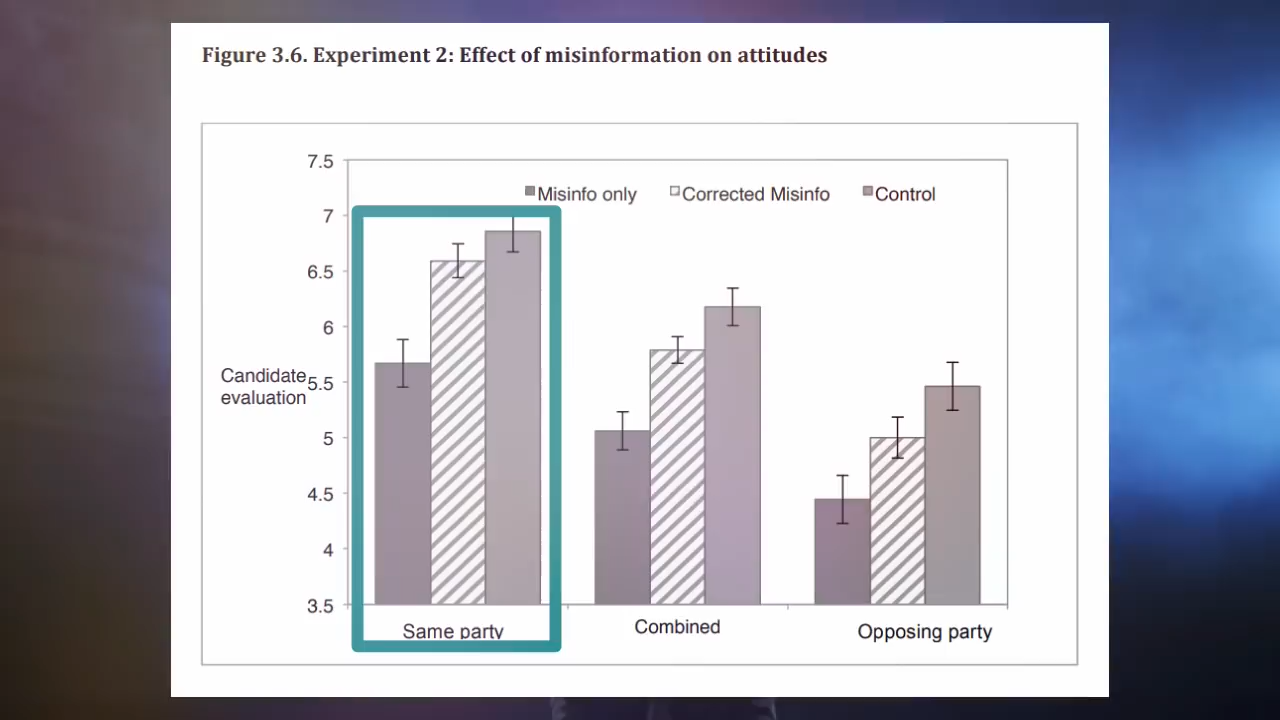 Figure 3.6. Experiment 2: Effect of misinformation on attitudes
7.5
Misinfo only Corrected Misinfo Control
7
6.5
6
Candidate
evaluation
5.5
5
4.5
4
3.5
Same party Combined Opposing party